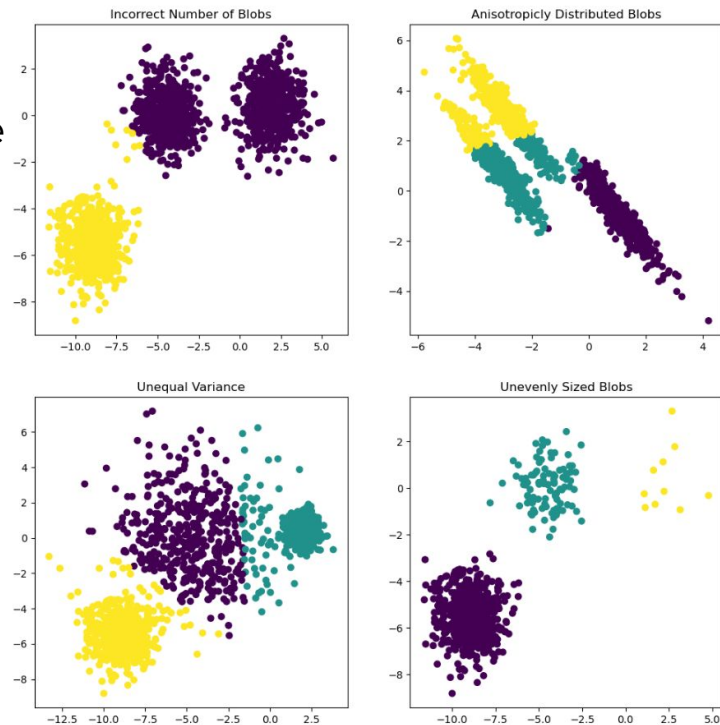 Incorrect Number of Blobs
2
0
−2
−4
−6
−8
−10.0 −7.5 −5.0 −2.5 0.0 2.5 5.0
Anisotropicly Distributed Blobs
6
4
2
0
−2
−4
−6 −4 −2 0 2 4
e
Unequal Variance
6
4
2
0
−2
−4
−6
−8
−12.5 −10.0 −7.5 −5.0 −2.5 0.0 2.5
Unevenly Sized Blobs
2
0
−2
−4
−6
−8
−10.0 −7.5 −5.0 −2.5 0.0 2.5 5.0